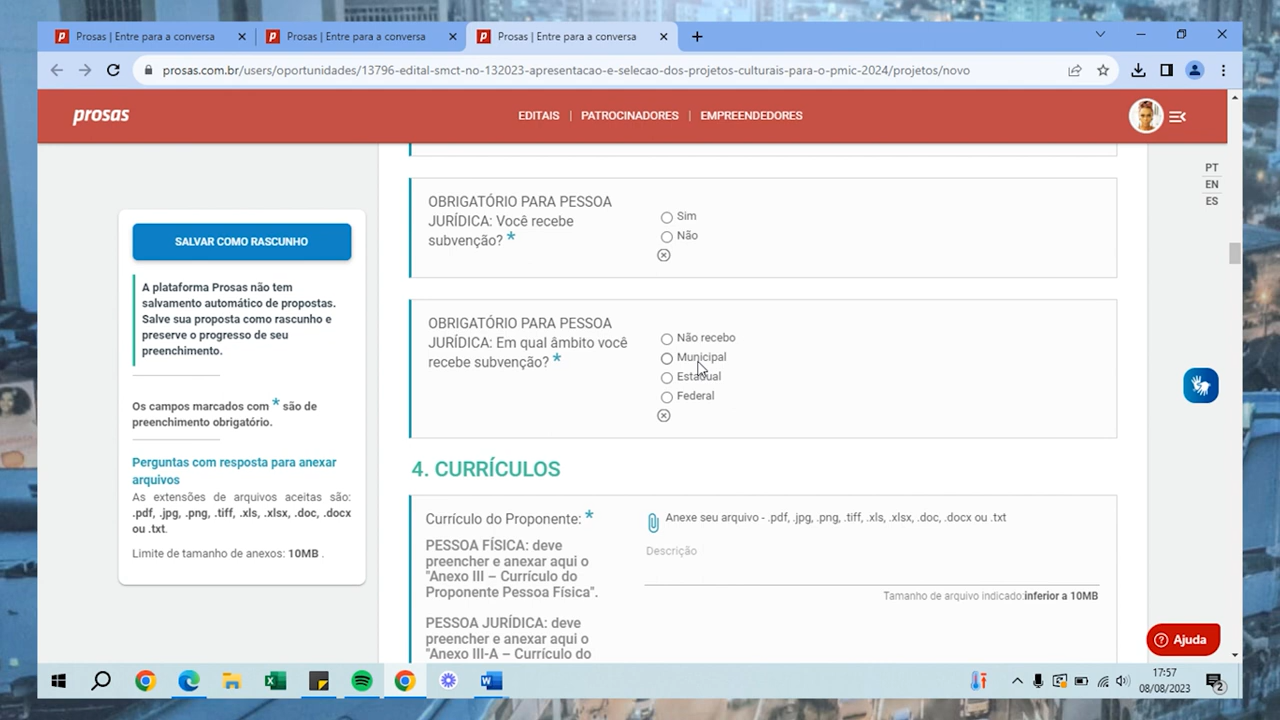 Prosas | Entre para a conversa
Prosas | Entre para a conversa
Prosas | Entre para a conversa
prosas.com.br/users/oportunidades/13796-edital-smct-no-132023-apresentacao-e-selecao-dos-projetos-culturais-para-o-pmic-2024/projetos/novo
prosas
EDITAIS | PATROCINADORES | EMPREENDEDORES
PT
EN
ES
SALVAR COMO RASCUNHO
A plataforma Prosas não tem
salvamento automático de propostas.
Salve sua proposta como rascunho e
preserve o progresso de seu
preenchimento.
Os campos marcados com * são de
preenchimento obrigatório.
Perguntas com resposta para anexar
arquivos
As extensões de arquivos aceitas são:
.pdf, .jpg, .png, .tiff, .xls, .xlsx, .doc, .docx
ou .txt.
Limite de tamanho de anexos: 10MB .
OBRIGATÓRIO PARA PESSOA
JURÍDICA: Você recebe
subvenção? *
Sim
Não
OBRIGATÓRIO PARA PESSOA
JURÍDICA: Em qual âmbito você
recebe subvenção? *
Não recebo
Municipal
Estadual
Federal
4. CURRÍCULOS
Currículo do Proponente: *
PESSOA FÍSICA: deve
preencher e anexar aqui o
"Anexo III – Currículo do
Proponente Pessoa Física".
PESSOA JURÍDICA: deve
preencher e anexar aqui o
"Anexo III-A – Currículo do
Anexe seu arquivo - .pdf, .jpg, .png, .tiff, .xls, .xlsx, .doc, .docx ou .txt
Descrição
Tamanho de arquivo indicado:inferior a 10MB
Ajuda
17:57
08/08/2023
2